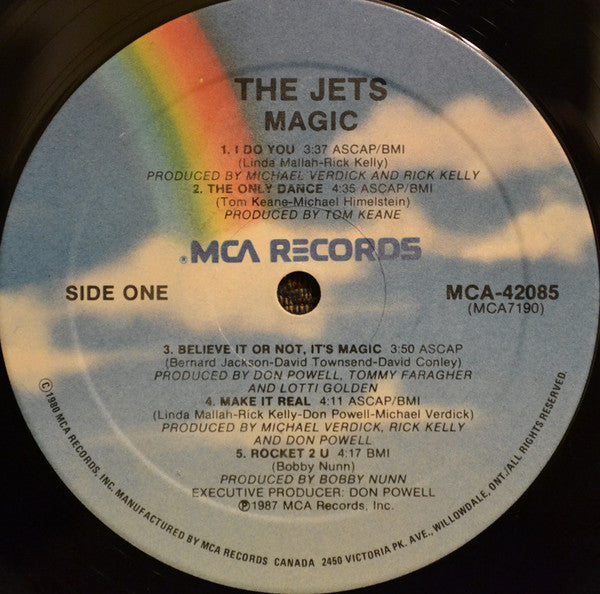 THE JETS
MAGIC
1. I DO YOU 3:37 ASCAP/BMI
(Linda Mallah-Rick Kelly)
PRODUCED BY MICHAEL VERDICK AND RICK KELLY
2. THE ONLY DANCE 4:35 ASCAP/BMI
(Tom Keane-Michael Himelstein)
PRODUCED BY TOM KEANE
®MCA RECORDS
SIDE ONE
MCA-42085
(MCA7190)
3. BELIEVE IT OR NOT, IT'S MAGIC 3:50 ASCAP
(Bernard Jackson-David Townsend-David Conley)
PRODUCED BY DON POWELL, TOMMY FARAGHER
AND LOTTI GOLDEN
4. MAKE IT REAL 4:11 ASCAP/BMI
(Linda Mallah-Rick Kelly-Don Powell-Michael Verdick)
PRODUCED BY MICHAEL VERDICK, RICK KELLY
AND DON POWELL
5. ROCKET 2 U 4:17 BMI
(Bobby Nunn)
PRODUCED BY BOBBY NUNN
EXECUTIVE PRODUCER: DON POWELL
℗1987 MCA Records, Inc.
©1980 MCA RECORDS, INC. MANUFACTURED BY MCA RECORDS CANADA 2450 VICTORIA PK. AVE., WILLOWDALE, ONT./ALL RIGHTS RESERVED.